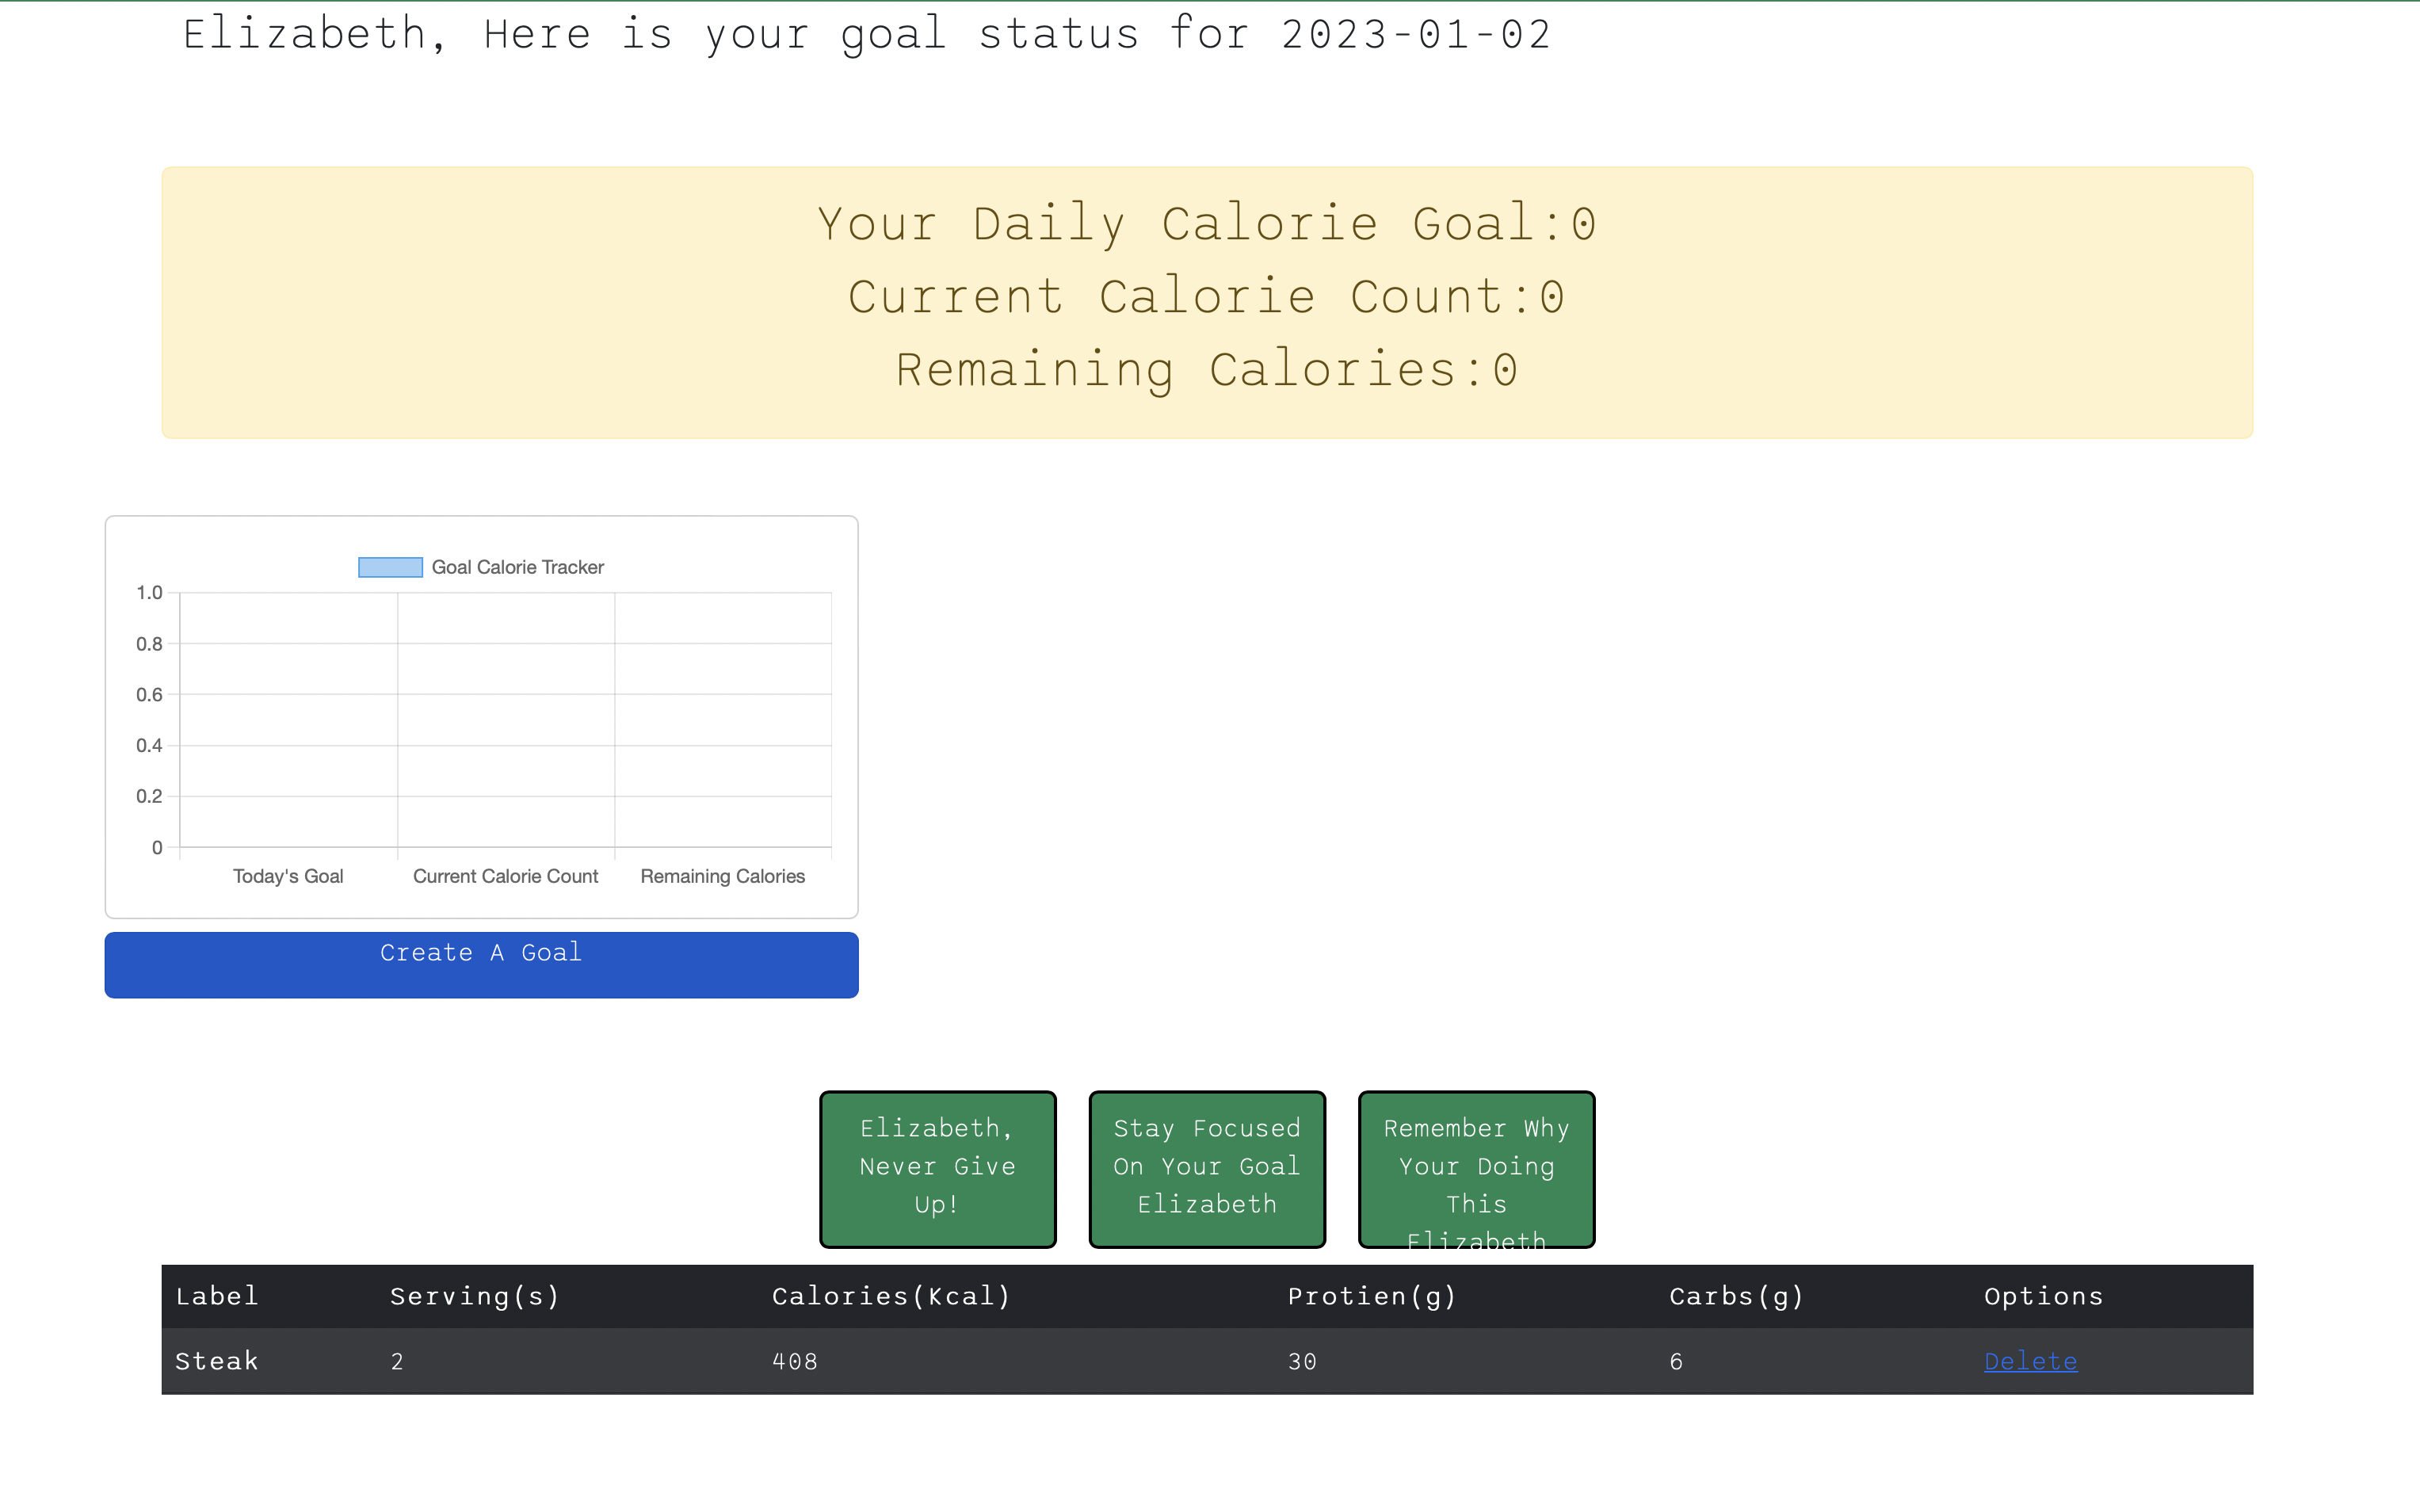 Elizabeth, Here is your goal status for 2023-01-02
Your Daily Calorie Goal:0
Current Calorie Count:0
Remaining Calories:0
Goal Calorie Tracker
1.0
0.8
0.6
0.4
0.2
0
Today's Goal Current Calorie Count Remaining Calories
Create A Goal
Elizabeth,
Never Give
Up!
Stay Focused
On Your Goal
Elizabeth
Remember Why
Your Doing
This
Elizabeth
Label Serving(s) Calories(Kcal) Protien(g) Carbs(g) Options
Steak 2 408 30 6 Delete